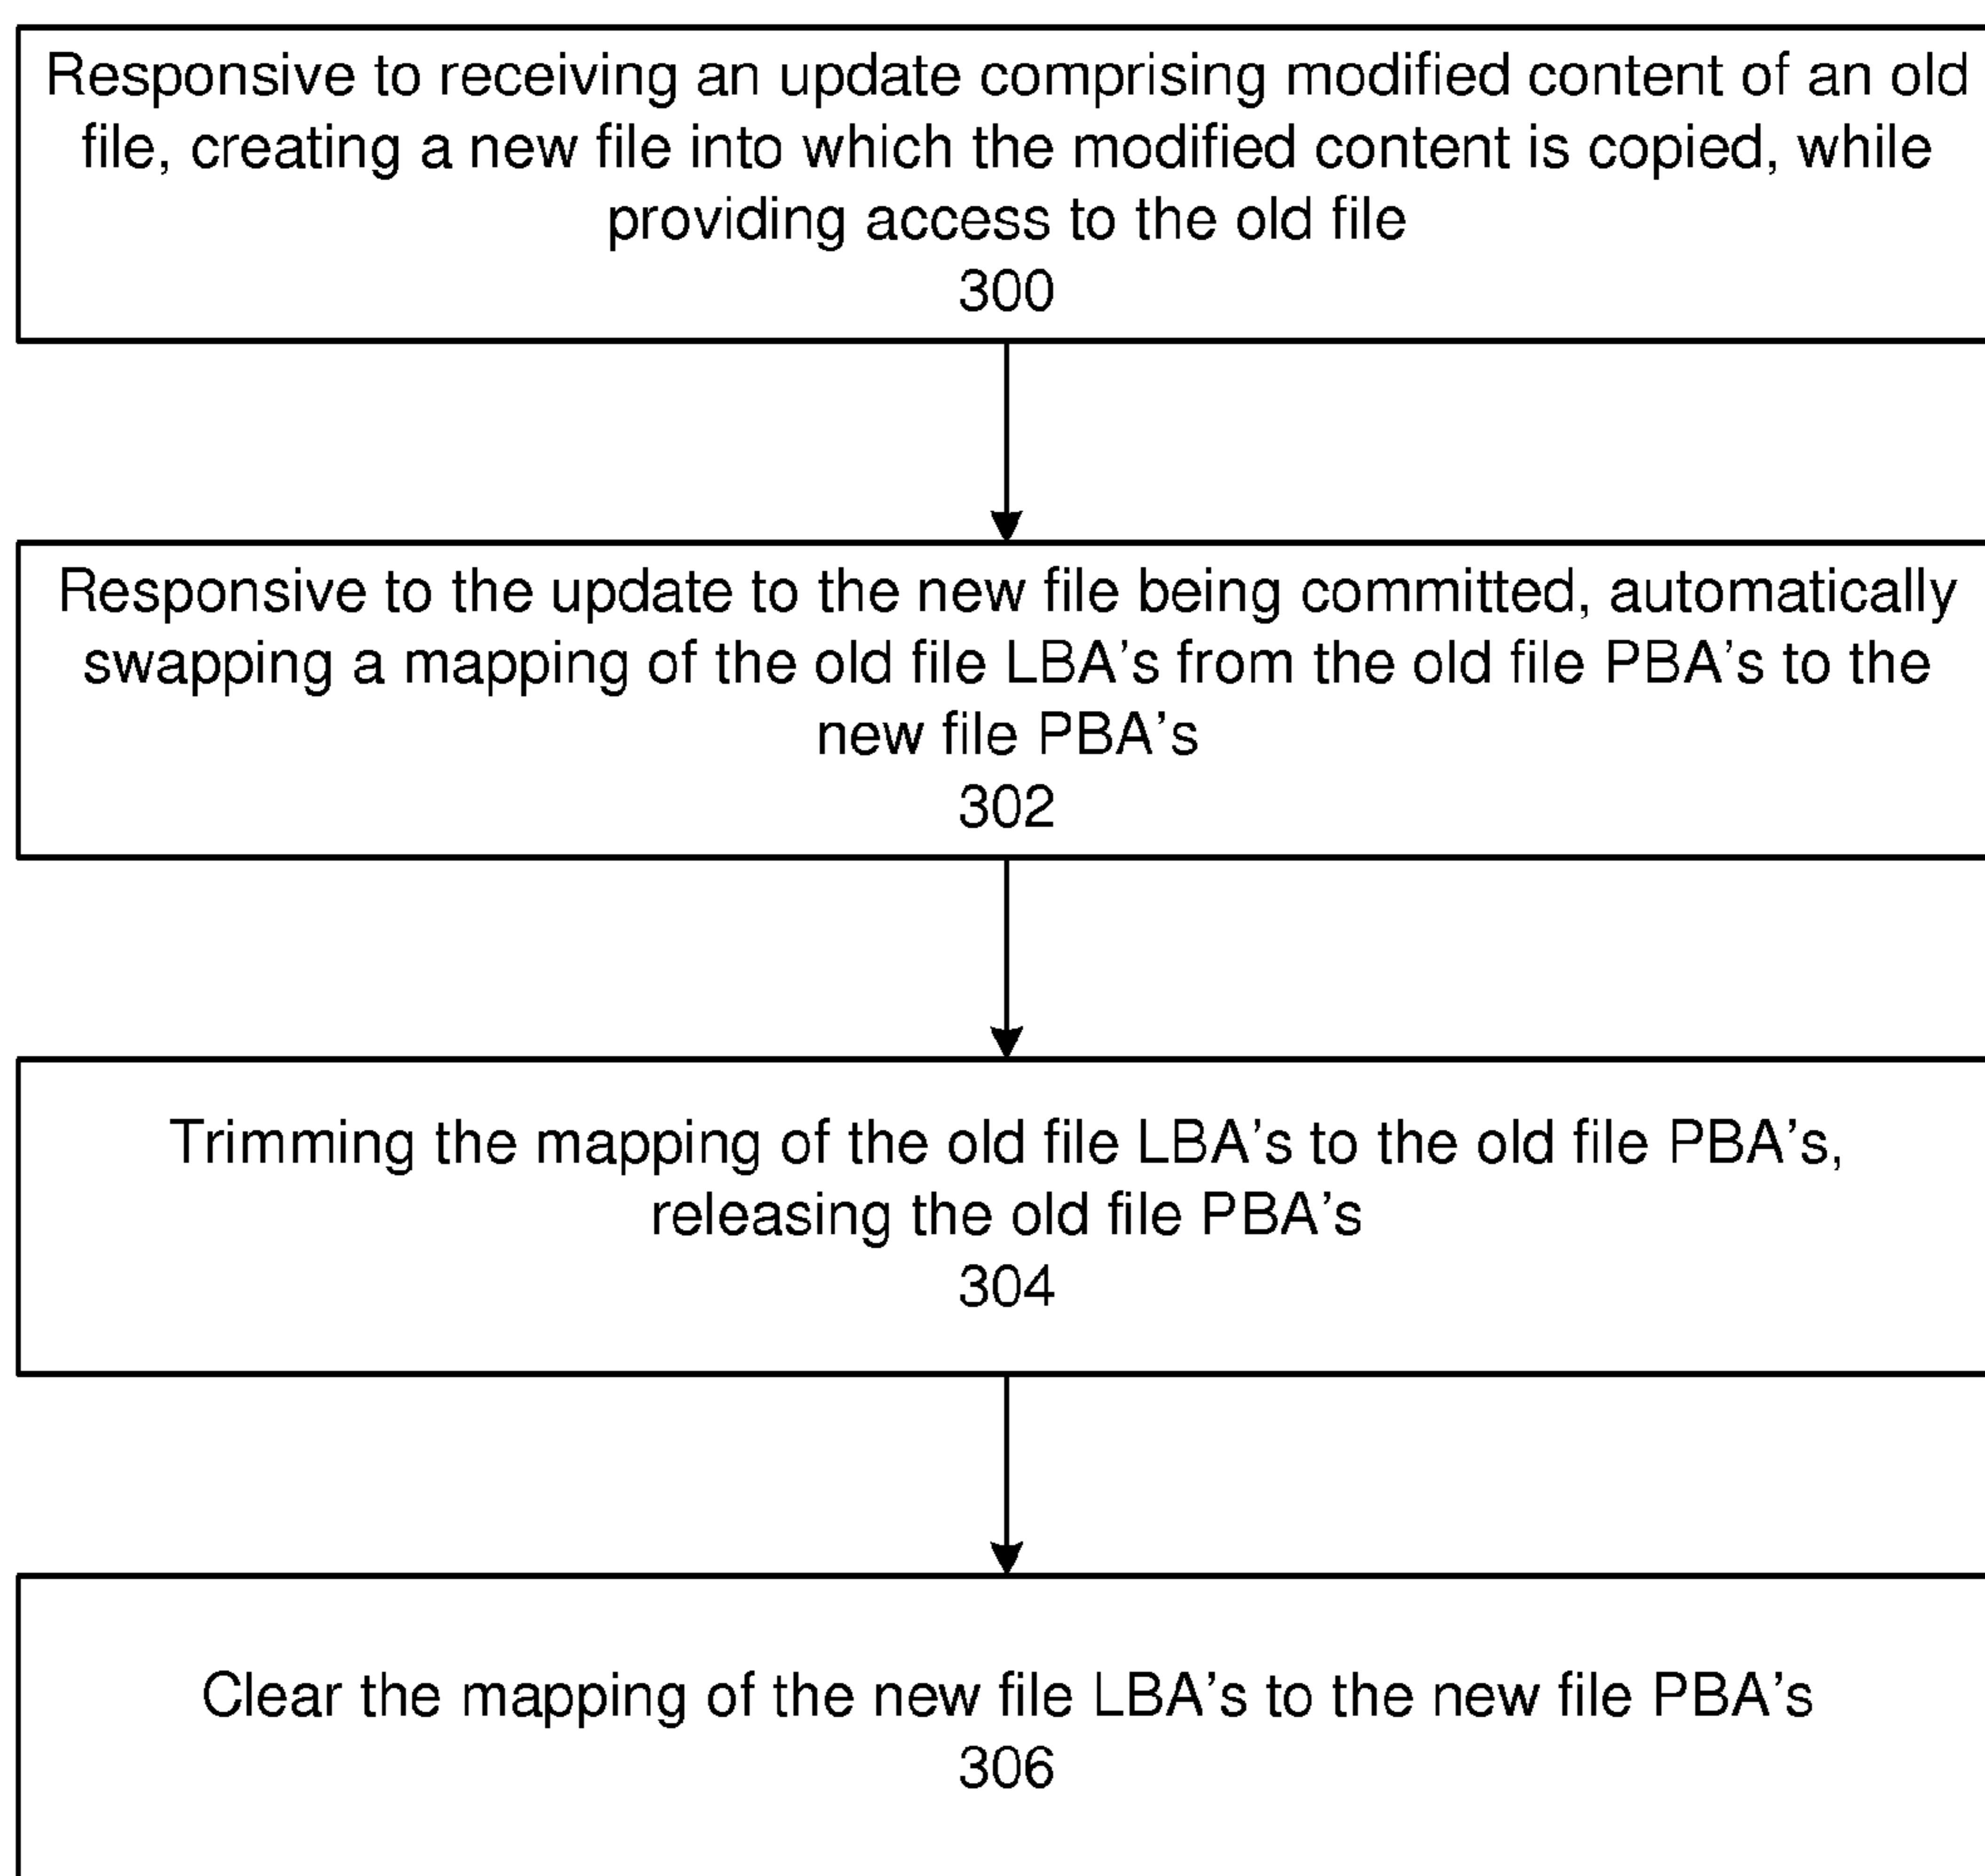 Responsive to receiving an update comprising modified content of an old
file, creating a new file into which the modified content is copied, while
providing access to the old file
300
Responsive to the update to the new file being committed, automatically
swapping a mapping of the old file LBA's from the old file PBA's to the
new file PBA's
302
Trimming the mapping of the old file LBA's to the old file PBA's,
releasing the old file PBA's
304
Clear the mapping of the new file LBA's to the new file PBA's
306